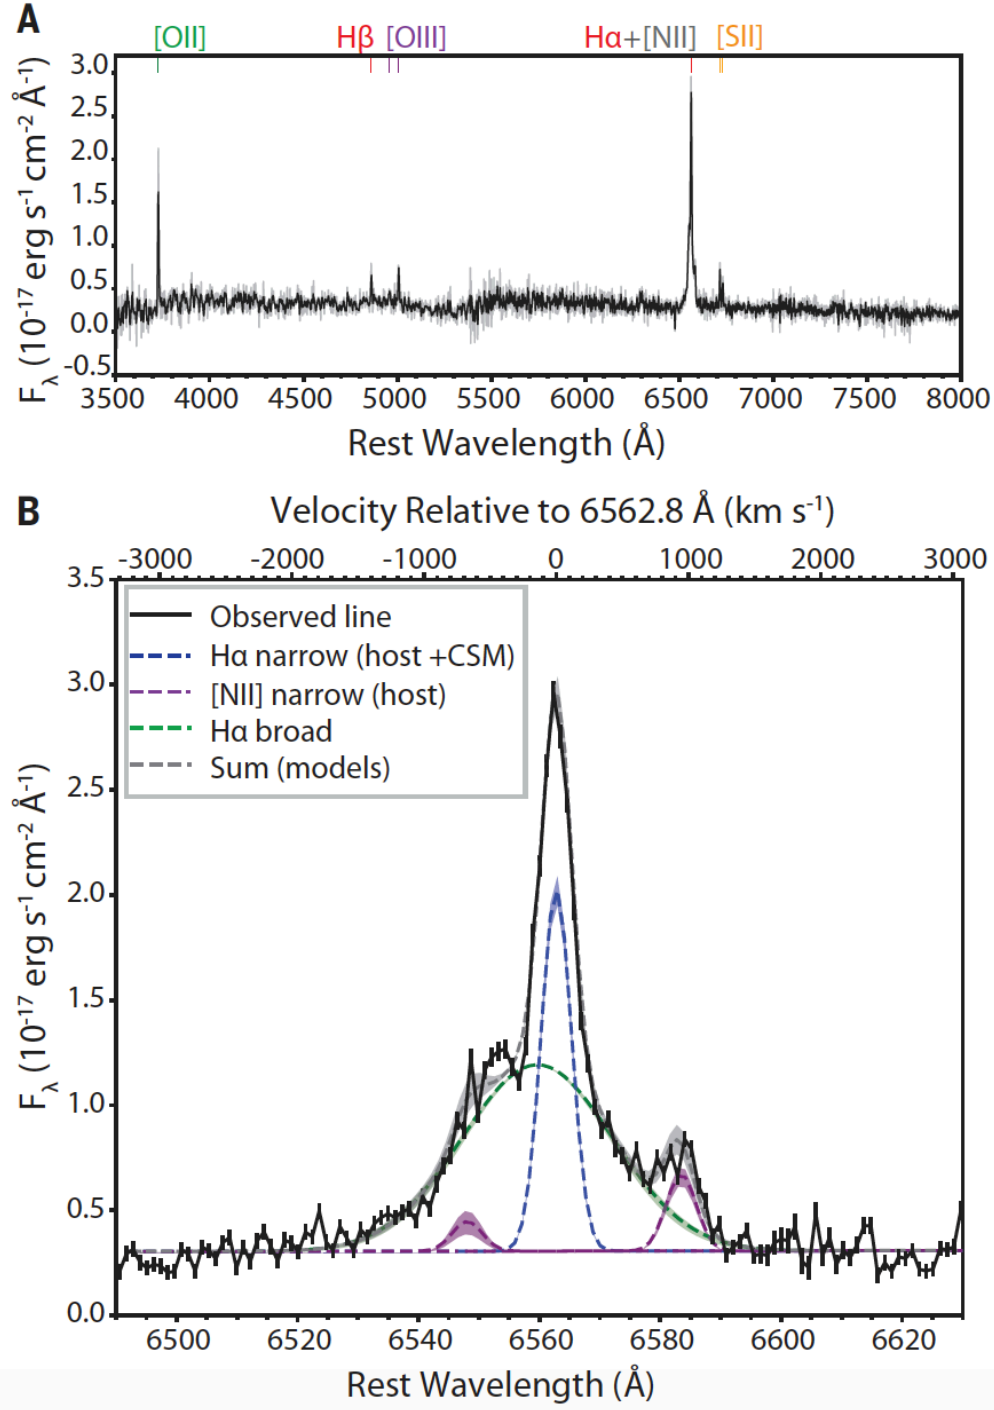 A
[OII] Hβ [OIII] Hα+[NII] [SII]
3.0
2.5
2.0
1.5
1.0
0.5
0.0
-0.5
F_λ (10^-17 erg s^-1 cm^-2 Å^-1)
3500 4000 4500 5000 5500 6000 6500 7000 7500 8000
Rest Wavelength (Å)
B
Velocity Relative to 6562.8 Å (km s^-1)
-3000 -2000 -1000 0 1000 2000 3000
3.5
3.0
2.5
2.0
1.5
1.0
0.5
0.0
F_λ (10^-17 erg s^-1 cm^-2 Å^-1)
Observed line
Hα narrow (host +CSM)
[NII] narrow (host)
Hα broad
Sum (models)
6500 6520 6540 6560 6580 6600 6620
Rest Wavelength (Å)